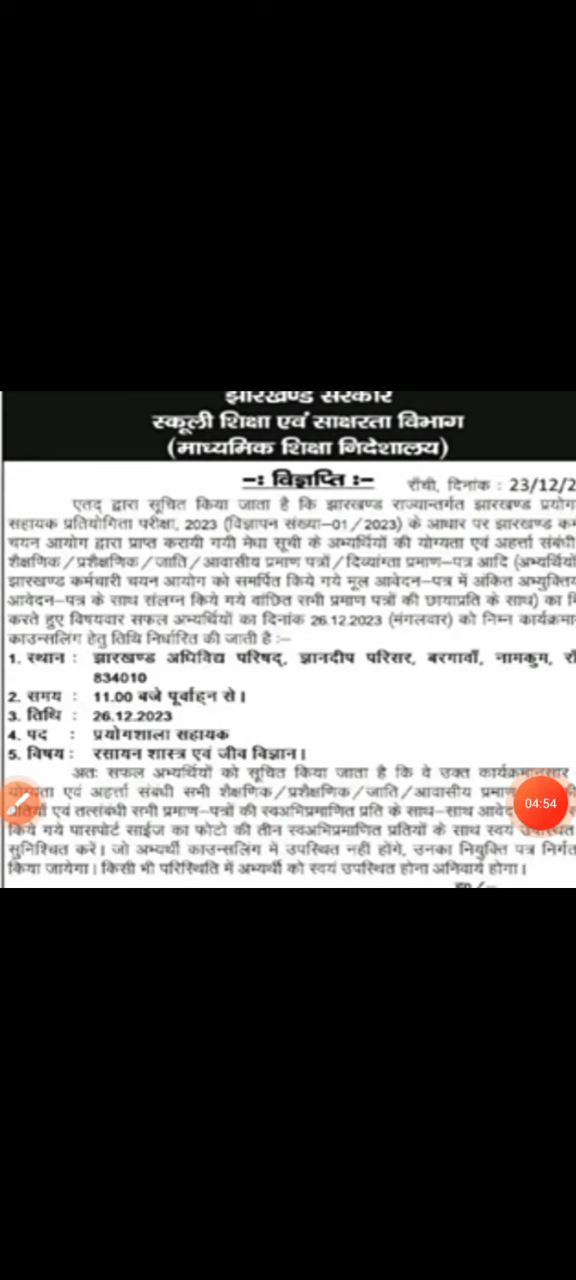 झारखण्ड सरकार
स्कूली शिक्षा एवं साक्षरता विभाग
(माध्यमिक शिक्षा निदेशालय)
-: विज्ञप्ति :-
राँची, दिनांक : 23/12/2
एतद् द्वारा सूचित किया जाता है कि झारखण्ड राज्यान्तर्गत झारखण्ड प्रयोग
सहायक प्रतियोगिता परीक्षा, 2023 (विज्ञापन संख्या-01/2023) के आधार पर झारखण्ड कर्म
चयन आयोग द्वारा प्राप्त करायी गयी मेधा सूची के अभ्यर्थियों की योग्यता एवं अहर्त्ता संबंधी
शैक्षणिक/प्रशैक्षणिक/जाति/आवासीय प्रमाण पत्रों/दिव्यांगता प्रमाण-पत्र आदि (अभ्यर्थियों
झारखण्ड कर्मचारी चयन आयोग को समर्पित किये गये मूल आवेदन-पत्र में अंकित अभ्युक्ति
आवेदन-पत्र के साथ संलग्न किये गये वांछित सभी प्रमाण पत्रों की छायाप्रति के साथ) का मि
करते हुए विषयवार सफल अभ्यर्थियों का दिनांक 26.12.2023 (मंगलवार) को निम्न कार्यक्रमा
काउन्सलिंग हेतु तिथि निर्धारित की जाती है :-
1. स्थान : झारखण्ड अधिविद्य परिषद्, ज्ञानदीप परिसर, बरगावाँ, नामकुम, राँ
834010
2. समय : 11.00 बजे पूर्वाहन से।
3. तिथि : 26.12.2023
4. पद : प्रयोगशाला सहायक
5. विषय: रसायन शास्त्र एवं जीव विज्ञान।
अतः सफल अभ्यर्थियों को सूचित किया जाता है कि वे उक्त कार्यक्रमानुसार
योग्यता एवं अहर्त्ता संबंधी सभी शैक्षणिक/प्रशैक्षणिक/जाति/आवासीय प्रमाण
एवं तत्संबंधी सभी प्रमाण-पत्रों की स्वअभिप्रमाणित प्रति के साथ-साथ आवेद
04:54
किये गये पासपोर्ट साईज का फोटो की तीन स्वअभिप्रमाणित प्रतियों के साथ स्वयं उपस्थित
सुनिश्चित करें। जो अभ्यर्थी काउन्सलिंग में उपस्थित नहीं होंगे, उनका नियुक्ति पत्र निर्गत
किया जायेगा। किसी भी परिस्थिति में अभ्यर्थी को स्वयं उपस्थित होना अनिवार्य होगा।